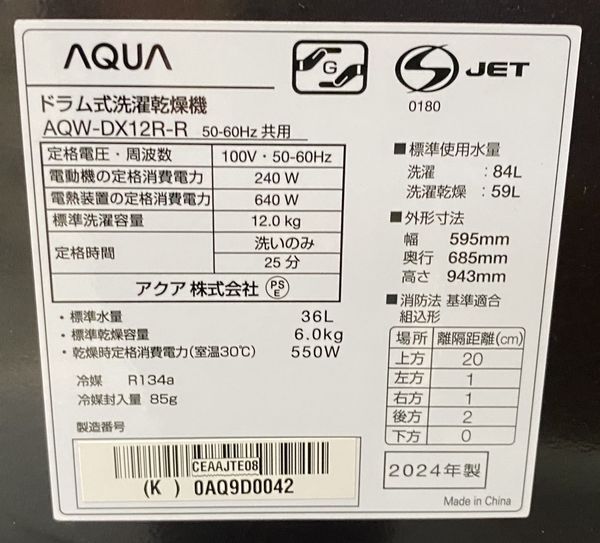 AQUA
G
S JET
0180
ドラム式洗濯乾燥機
AQW-DX12R-R 50-60Hz 共用
定格電圧・周波数 100V・50-60Hz
電動機の定格消費電力 240 W
電熱装置の定格消費電力 640 W
標準洗濯容量 12.0 kg
定格時間 洗いのみ
25 分
アクア 株式会社 PSE
・標準水量 36L
・標準乾燥容量 6.0kg
・乾燥時定格消費電力(室温30℃) 550W
冷媒 R134a
冷媒封入量 85g
製造番号
CEAAJTE08
(K) 0AQ9D0042
■標準使用水量
洗濯 :84L
洗濯乾燥:59L
■外形寸法
幅 595mm
奥行 685mm
高さ 943mm
■消防法 基準適合
組込形
場所 離隔距離(cm)
上方 20
左方 1
右方 1
後方 2
下方 0
2024年製
Made in China